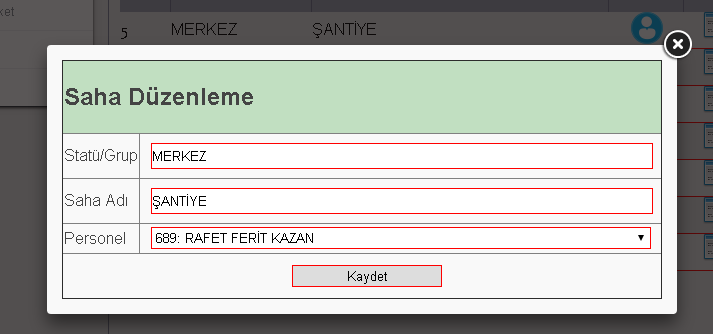 ket
5 MERKEZ ŞANTİYE
Saha Düzenleme
Statü/Grup MERKEZ
Saha Adı ŞANTİYE
Personel 689: RAFET FERİT KAZAN
Kaydet